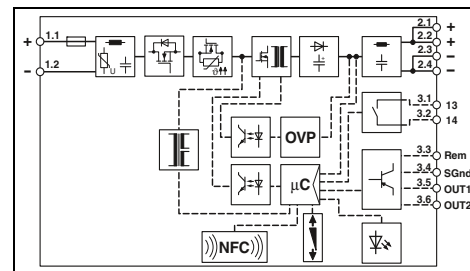 + 1.1
− 1.2
U
ϑ
2.1 +
2.2 +
2.3 −
2.4 −
3.1 13
3.2 14
OVP
μC
3.3 Rem
3.4 SGnd
3.5 OUT1
3.6 OUT2
NFC